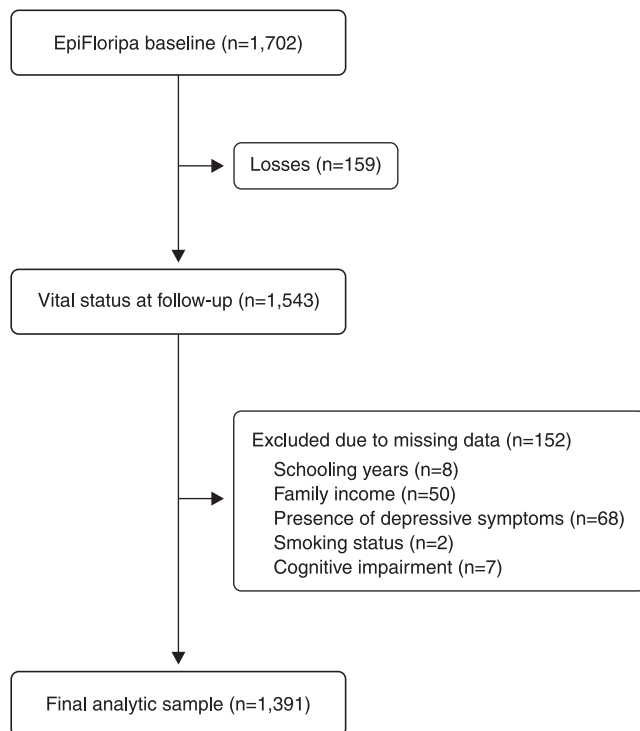 EpiFloripa baseline (n=1,702)
Losses (n=159)
Vital status at follow-up (n=1,543)
Excluded due to missing data (n=152)
Schooling years (n=8)
Family income (n=50)
Presence of depressive symptoms (n=68)
Smoking status (n=2)
Cognitive impairment (n=7)
Final analytic sample (n=1,391)